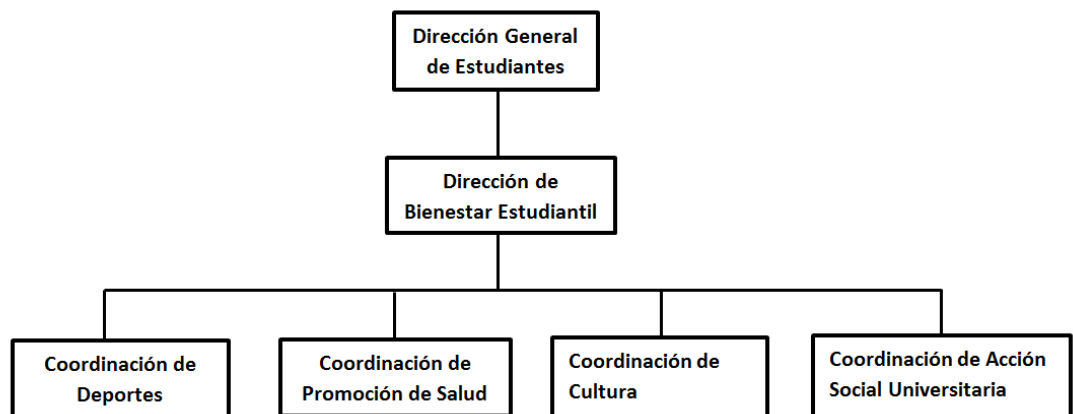 Dirección General
de Estudiantes
Dirección de
Bienestar Estudiantil
Coordinación de
Deportes
Coordinación de
Promoción de Salud
Coordinación de
Cultura
Coordinación de Acción
Social Universitaria